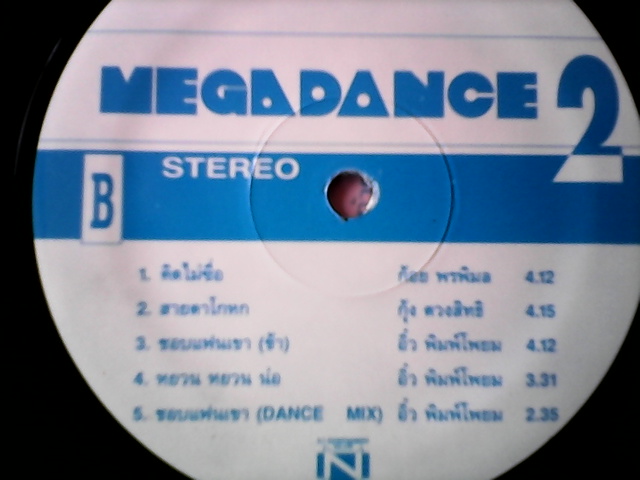 MEGADANCE 2
STEREO
B
1. คิดไม่ซื่อ ก้อย พรพิมล 4.12
2. สายตาโกหก กุ้ง ตวงสิทธิ 4.15
3. ชอบแฟนเขา (ช้า) อิ๋ว พิมพ์โพยม 4.12
4. หยวน หยวน น่อ อิ๋ว พิมพ์โพยม 3.31
5. ชอบแฟนเขา (DANCE MIX) อิ๋ว พิมพ์โพยม 2.35
N